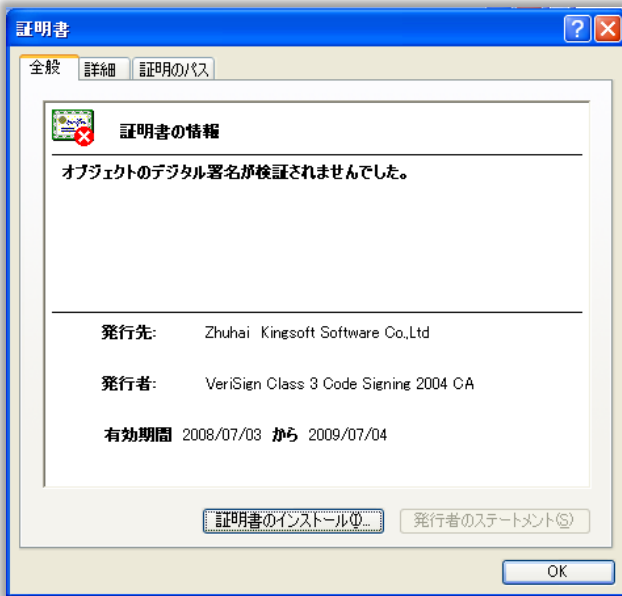 証明書
全般 詳細 証明のパス
証明書の情報
オブジェクトのデジタル署名が検証されませんでした。
発行先: Zhuhai Kingsoft Software Co.,Ltd
発行者: VeriSign Class 3 Code Signing 2004 CA
有効期間 2008/07/03 から 2009/07/04
証明書のインストール(I)... 発行者のステートメント(S)
OK